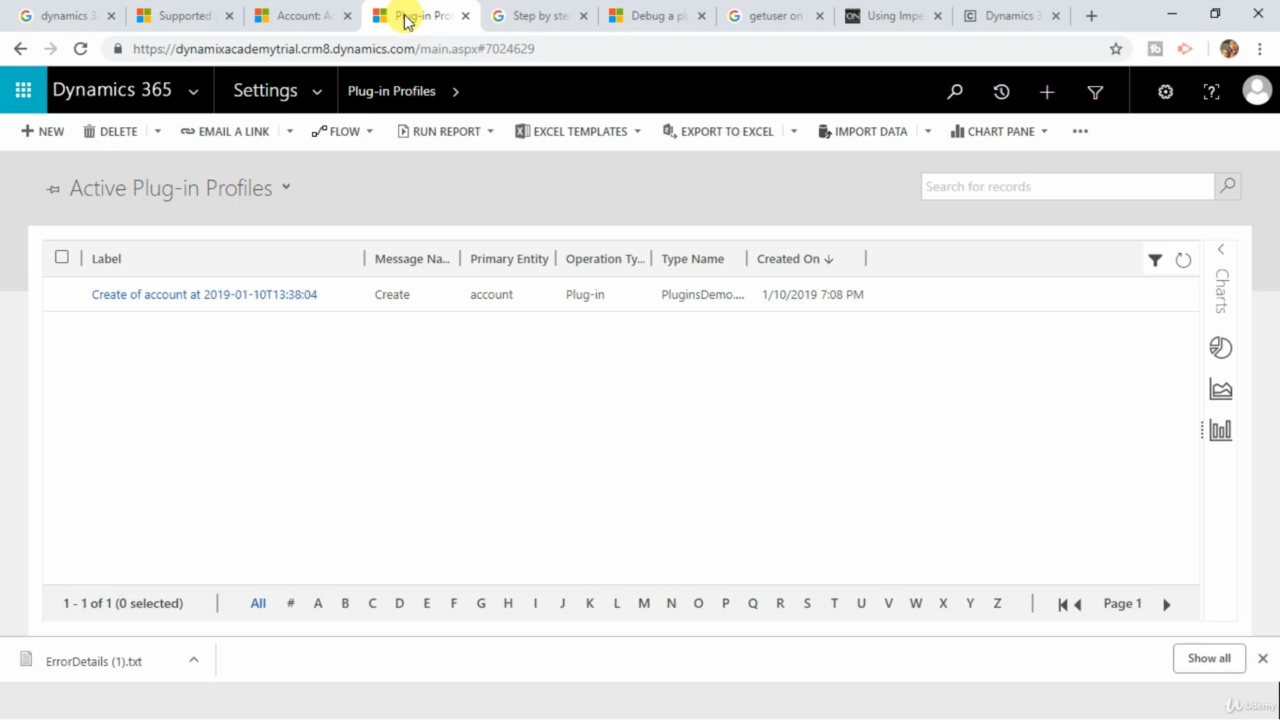 dynamics 3
Supported
Account: A
Plug-in Pro
Step by ste
Debug a pl
getuser on
ON
Using Impe
Dynamics 3
https://dynamixacademytrial.crm8.dynamics.com/main.aspx#7024629
Dynamics 365
Settings
Plug-in Profiles
[?]
NEW
DELETE
EMAIL A LINK
FLOW
RUN REPORT
EXCEL TEMPLATES
EXPORT TO EXCEL
IMPORT DATA
CHART PANE
Active Plug-in Profiles
Search for records
Label
Message Na...
Primary Entity
Operation Ty...
Type Name
Created On
Create of account at 2019-01-10T13:38:04
Create
account
Plug-in
PluginsDemo....
1/10/2019 7:08 PM
Charts
1 - 1 of 1 (0 selected)
All # A B C D E F G H I J K L M N O P Q R S T U V W X Y Z
Page 1
ErrorDetails (1).txt
Show all
Udemy